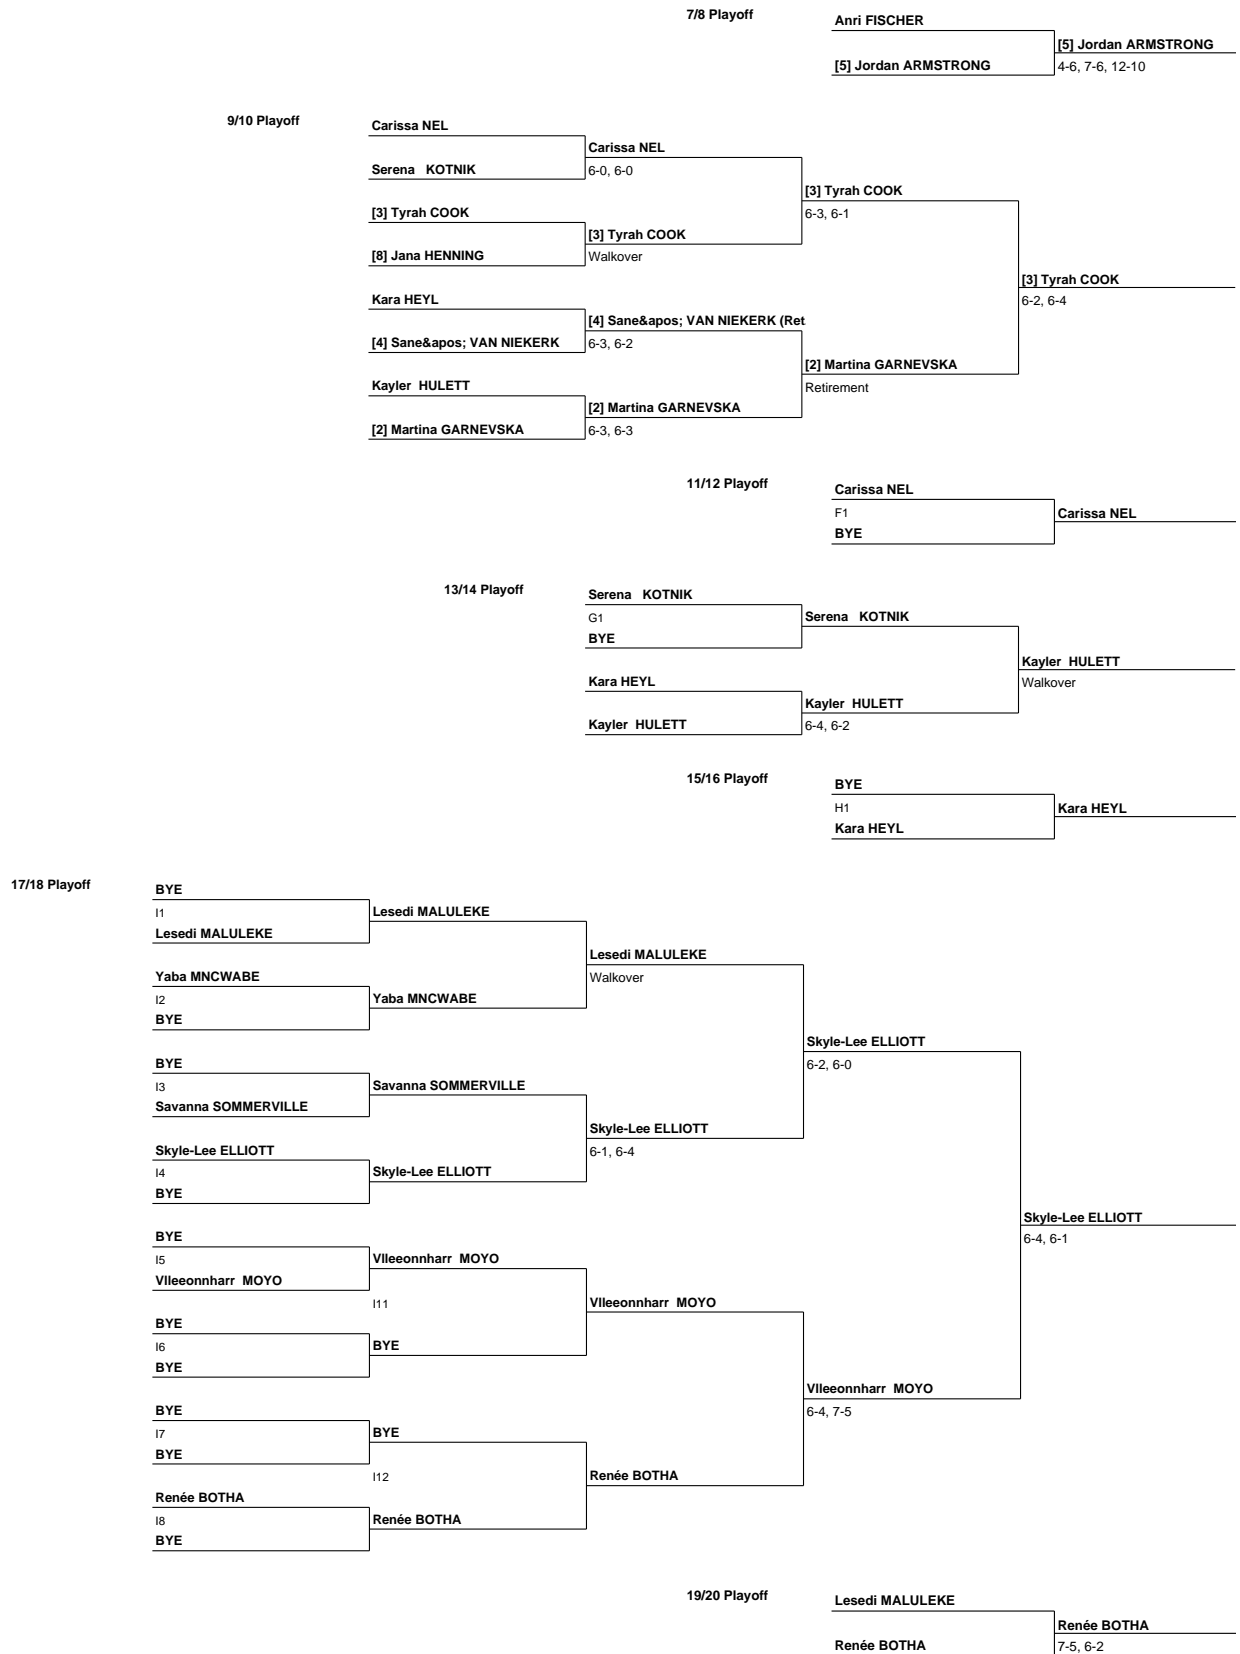 7/8 Playoff
Anri FISCHER
[5] Jordan ARMSTRONG
[5] Jordan ARMSTRONG
4-6, 7-6, 12-10
9/10 Playoff
Carissa NEL
Carissa NEL
Serena KOTNIK
6-0, 6-0
[3] Tyrah COOK
[3] Tyrah COOK
6-3, 6-1
[3] Tyrah COOK
[8] Jana HENNING
Walkover
[3] Tyrah COOK
Kara HEYL
6-2, 6-4
[4] Sane&apos; VAN NIEKERK (Ret
[4] Sane&apos; VAN NIEKERK
6-3, 6-2
[2] Martina GARNEVSKA
Kayler HULETT
Retirement
[2] Martina GARNEVSKA
[2] Martina GARNEVSKA
6-3, 6-3
11/12 Playoff
Carissa NEL
F1
Carissa NEL
BYE
13/14 Playoff
Serena KOTNIK
G1
Serena KOTNIK
BYE
Kayler HULETT
Kara HEYL
Walkover
Kayler HULETT
Kayler HULETT
6-4, 6-2
15/16 Playoff
BYE
H1
Kara HEYL
Kara HEYL
17/18 Playoff
BYE
I1
Lesedi MALULEKE
Lesedi MALULEKE
Lesedi MALULEKE
Yaba MNCWABE
Walkover
I2
Yaba MNCWABE
BYE
Skyle-Lee ELLIOTT
BYE
6-2, 6-0
I3
Savanna SOMMERVILLE
Savanna SOMMERVILLE
Skyle-Lee ELLIOTT
Skyle-Lee ELLIOTT
6-1, 6-4
I4
Skyle-Lee ELLIOTT
BYE
Skyle-Lee ELLIOTT
BYE
6-4, 6-1
I5
Vlleeonnharr MOYO
Vlleeonnharr MOYO
I11
Vlleeonnharr MOYO
BYE
I6
BYE
BYE
Vlleeonnharr MOYO
BYE
6-4, 7-5
I7
BYE
BYE
I12
Renée BOTHA
Renée BOTHA
I8
Renée BOTHA
BYE
19/20 Playoff
Lesedi MALULEKE
Renée BOTHA
Renée BOTHA
7-5, 6-2